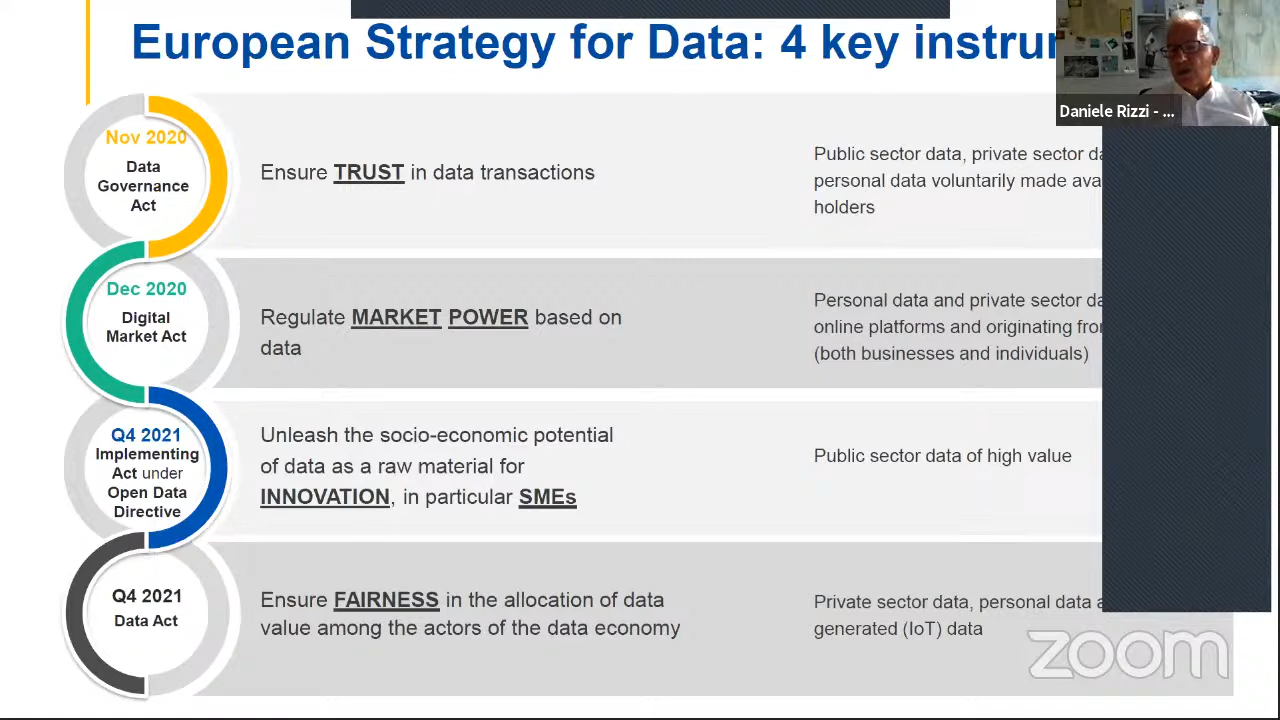 European Strategy for Data: 4 key
Daniele Rizzi - ...
Nov 2020
Data
Governance
Act
Ensure TRUST in data transactions
Public sector data, private sector
personal data voluntarily made
holders
Dec 2020
Digital
Market Act
Regulate MARKET POWER based on
data
Personal data and private sector
online platforms and originating
(both businesses and individuals)
Q4 2021
Implementing
Act under
Open Data
Directive
Unleash the socio-economic potential
of data as a raw material for
INNOVATION, in particular SMEs
Public sector data of high value
Q4 2021
Data Act
Ensure FAIRNESS in the allocation of data
value among the actors of the data economy
Private sector data, personal data
generated (IoT) data
zoom